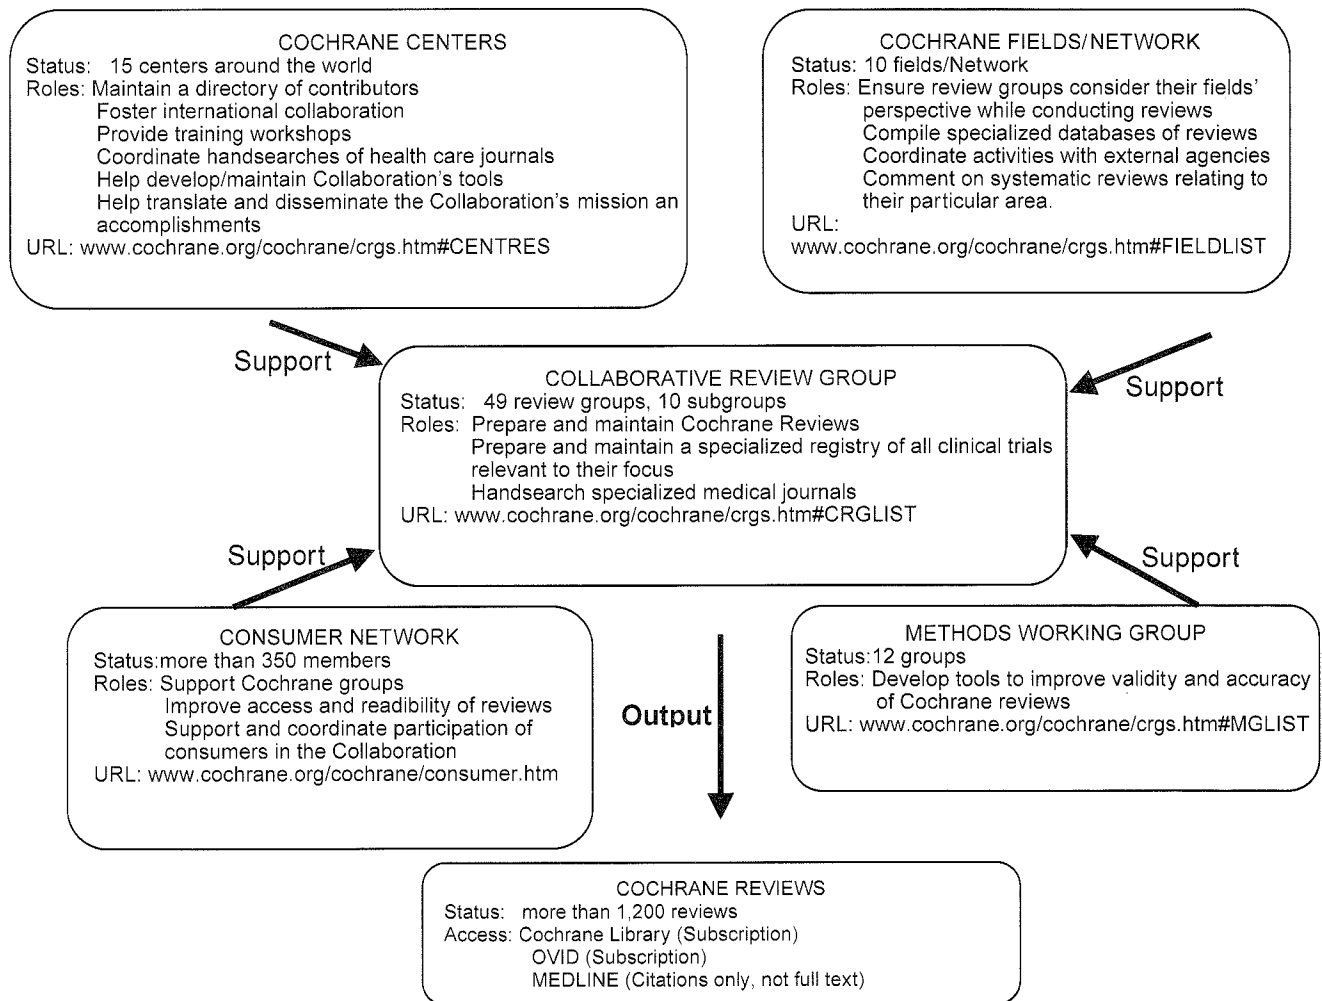 COCHRANE CENTERS
Status: 15 centers around the world
Roles: Maintain a directory of contributors
Foster international collaboration
Provide training workshops
Coordinate handsearches of health care journals
Help develop/maintain Collaboration's tools
Help translate and disseminate the Collaboration's mission an
accomplishments
URL: www.cochrane.org/cochrane/crgs.htm#CENTRES
COCHRANE FIELDS/NETWORK
Status: 10 fields/Network
Roles: Ensure review groups consider their fields'
perspective while conducting reviews
Compile specialized databases of reviews
Coordinate activities with external agencies
Comment on systematic reviews relating to
their particular area.
URL:
www.cochrane.org/cochrane/crgs.htm#FIELDLIST
Support
Support
COLLABORATIVE REVIEW GROUP
Status: 49 review groups, 10 subgroups
Roles: Prepare and maintain Cochrane Reviews
Prepare and maintain a specialized registry of all clinical trials
relevant to their focus
Handsearch specialized medical journals
URL: www.cochrane.org/cochrane/crgs.htm#CRGLIST
Support
Support
CONSUMER NETWORK
Status:more than 350 members
Roles: Support Cochrane groups
Improve access and readibility of reviews
Support and coordinate participation of
consumers in the Collaboration
URL: www.cochrane.org/cochrane/consumer.htm
Output
METHODS WORKING GROUP
Status:12 groups
Roles: Develop tools to improve validity and accuracy
of Cochrane reviews
URL: www.cochrane.org/cochrane/crgs.htm#MGLIST
COCHRANE REVIEWS
Status: more than 1,200 reviews
Access: Cochrane Library (Subscription)
OVID (Subscription)
MEDLINE (Citations only, not full text)